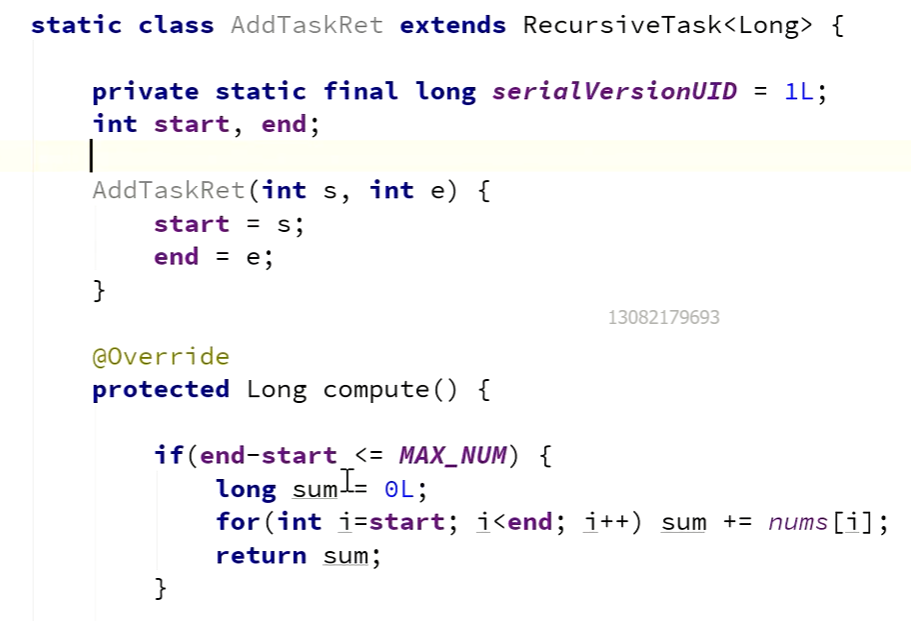 static class AddTaskRet extends RecursiveTask<Long> {
private static final long serialVersionUID = 1L;
int start, end;
AddTaskRet(int s, int e) {
start = s;
end = e;
}
13082179693
@Override
protected Long compute() {
if(end-start <= MAX_NUM) {
long sum = 0L;
for(int i=start; i<end; i++) sum += nums[i];
return sum;
}